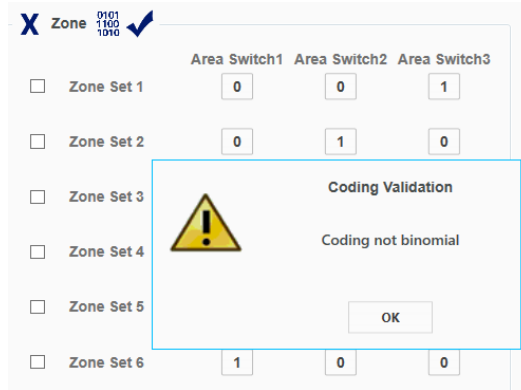 X Zone 0101 1100 1010
Area Switch1 Area Switch2 Area Switch3
Zone Set 1 0 0 1
Zone Set 2 0 1 0
Zone Set 3
Zone Set 4
Zone Set 5
Zone Set 6 1 0 0
Coding Validation
Coding not binomial
OK